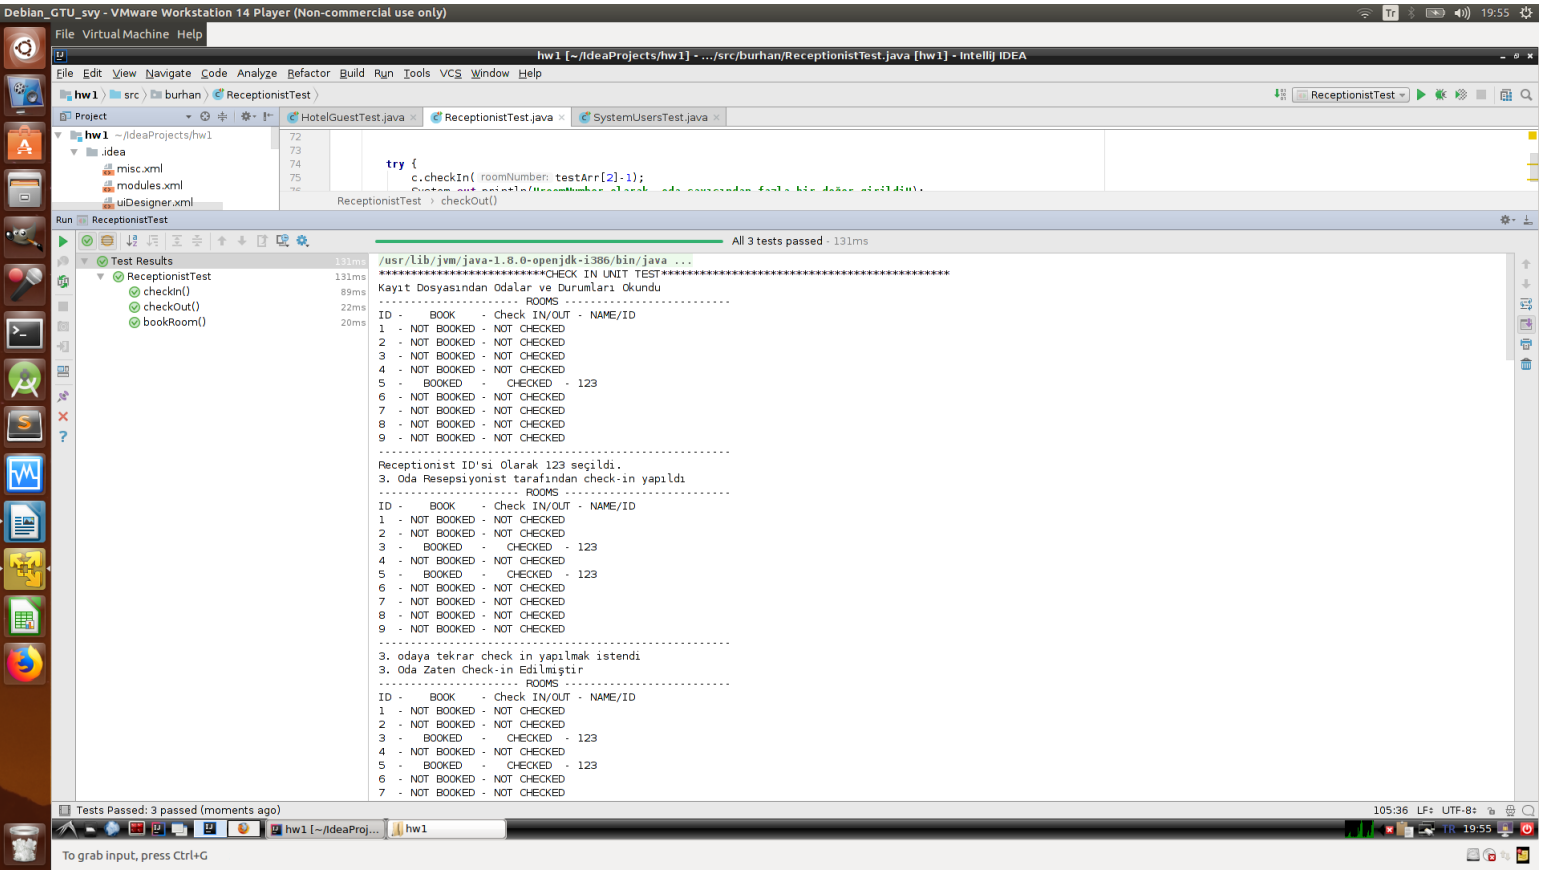 Debian_GTU_svy - VMware Workstation 14 Player (Non-commercial use only)
Tr
19:55
File Virtual Machine Help
hw1 [~/IdeaProjects/hw1] - .../src/burhan/ReceptionistTest.java [hw1] - IntelliJ IDEA
File Edit View Navigate Code Analyze Refactor Build Run Tools VCS Window Help
hw1 src burhan ReceptionistTest
ReceptionistTest
Project
HotelGuestTest.java ReceptionistTest.java SystemUsersTest.java
hw1 ~/IdeaProjects/hw1
.idea
misc.xml
modules.xml
uiDesigner.xml
72
73
74 try {
75 c.checkIn( roomNumber: testArr[2]-1);
76 System.out.println("roomNumber olarak oda sayısından fazla bir değer girildi");
ReceptionistTest › checkOut()
Run ReceptionistTest
All 3 tests passed - 131ms
Test Results 131ms
ReceptionistTest 131ms
checkIn() 89ms
checkOut() 22ms
bookRoom() 20ms
/usr/lib/jvm/java-1.8.0-openjdk-i386/bin/java ...
**************************CHECK IN UNIT TEST*********************************************
Kayıt Dosyasından Odalar ve Durumları Okundu
---------------------- ROOMS --------------------------
ID - BOOK - Check IN/OUT - NAME/ID
1 - NOT BOOKED - NOT CHECKED
2 - NOT BOOKED - NOT CHECKED
3 - NOT BOOKED - NOT CHECKED
4 - NOT BOOKED - NOT CHECKED
5 - BOOKED - CHECKED - 123
6 - NOT BOOKED - NOT CHECKED
7 - NOT BOOKED - NOT CHECKED
8 - NOT BOOKED - NOT CHECKED
9 - NOT BOOKED - NOT CHECKED
-------------------------------------------------------
Receptionist ID'si Olarak 123 seçildi.
3. Oda Resepsiyonist tarafından check-in yapıldı
---------------------- ROOMS --------------------------
ID - BOOK - Check IN/OUT - NAME/ID
1 - NOT BOOKED - NOT CHECKED
2 - NOT BOOKED - NOT CHECKED
3 - BOOKED - CHECKED - 123
4 - NOT BOOKED - NOT CHECKED
5 - BOOKED - CHECKED - 123
6 - NOT BOOKED - NOT CHECKED
7 - NOT BOOKED - NOT CHECKED
8 - NOT BOOKED - NOT CHECKED
9 - NOT BOOKED - NOT CHECKED
-------------------------------------------------------
3. odaya tekrar check in yapılmak istendi
3. Oda Zaten Check-in Edilmiştir
---------------------- ROOMS --------------------------
ID - BOOK - Check IN/OUT - NAME/ID
1 - NOT BOOKED - NOT CHECKED
2 - NOT BOOKED - NOT CHECKED
3 - BOOKED - CHECKED - 123
4 - NOT BOOKED - NOT CHECKED
5 - BOOKED - CHECKED - 123
6 - NOT BOOKED - NOT CHECKED
7 - NOT BOOKED - NOT CHECKED
Tests Passed: 3 passed (moments ago)
105:36 LF UTF-8
hw1 [~/IdeaProj... hw1
TR 19:55
To grab input, press Ctrl+G